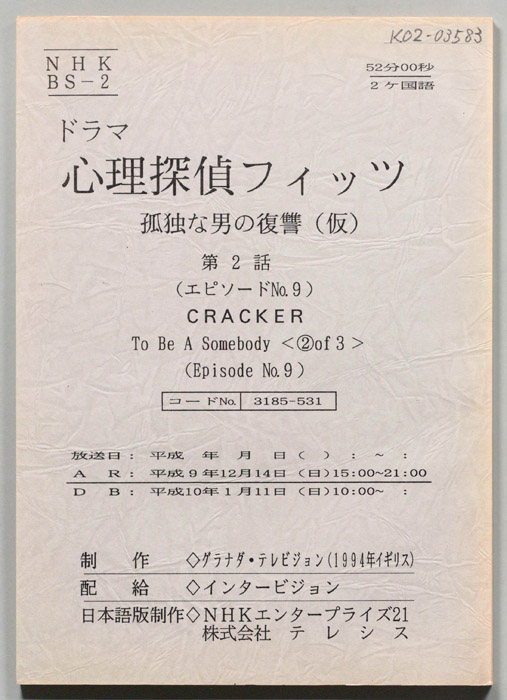 K02-03583
NHK
BS-2
52分00秒
2ケ国語
ドラマ
心理探偵フィッツ
孤独な男の復讐（仮）
第2話
（エピソードNo.9）
CRACKER
To Be A Somebody <②of3>
(Episode No.9)
コードNo. 3185-531
放送日： 平成 年 月 日（ ） ： ～ ：
A R： 平成9年12月14日（日）15:00~21:00
D B： 平成10年1月11日（日）10:00~ ：
制 作◇グラナダ・テレビジョン(1994年イギリス)
配 給◇インタービジョン
日本語版制作◇NHKエンタープライズ21
株式会社 テレシス